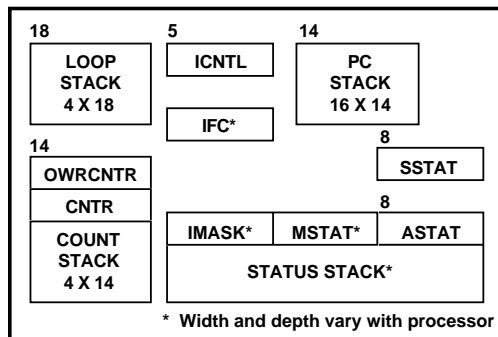 18
5
14
LOOP
STACK
4 X 18
ICNTL
PC
STACK
16 X 14
IFC*
14
8
OWRCNTR
SSTAT
CNTR
8
COUNT
STACK
4 X 14
IMASK*
MSTAT*
ASTAT
STATUS STACK*
* Width and depth vary with processor